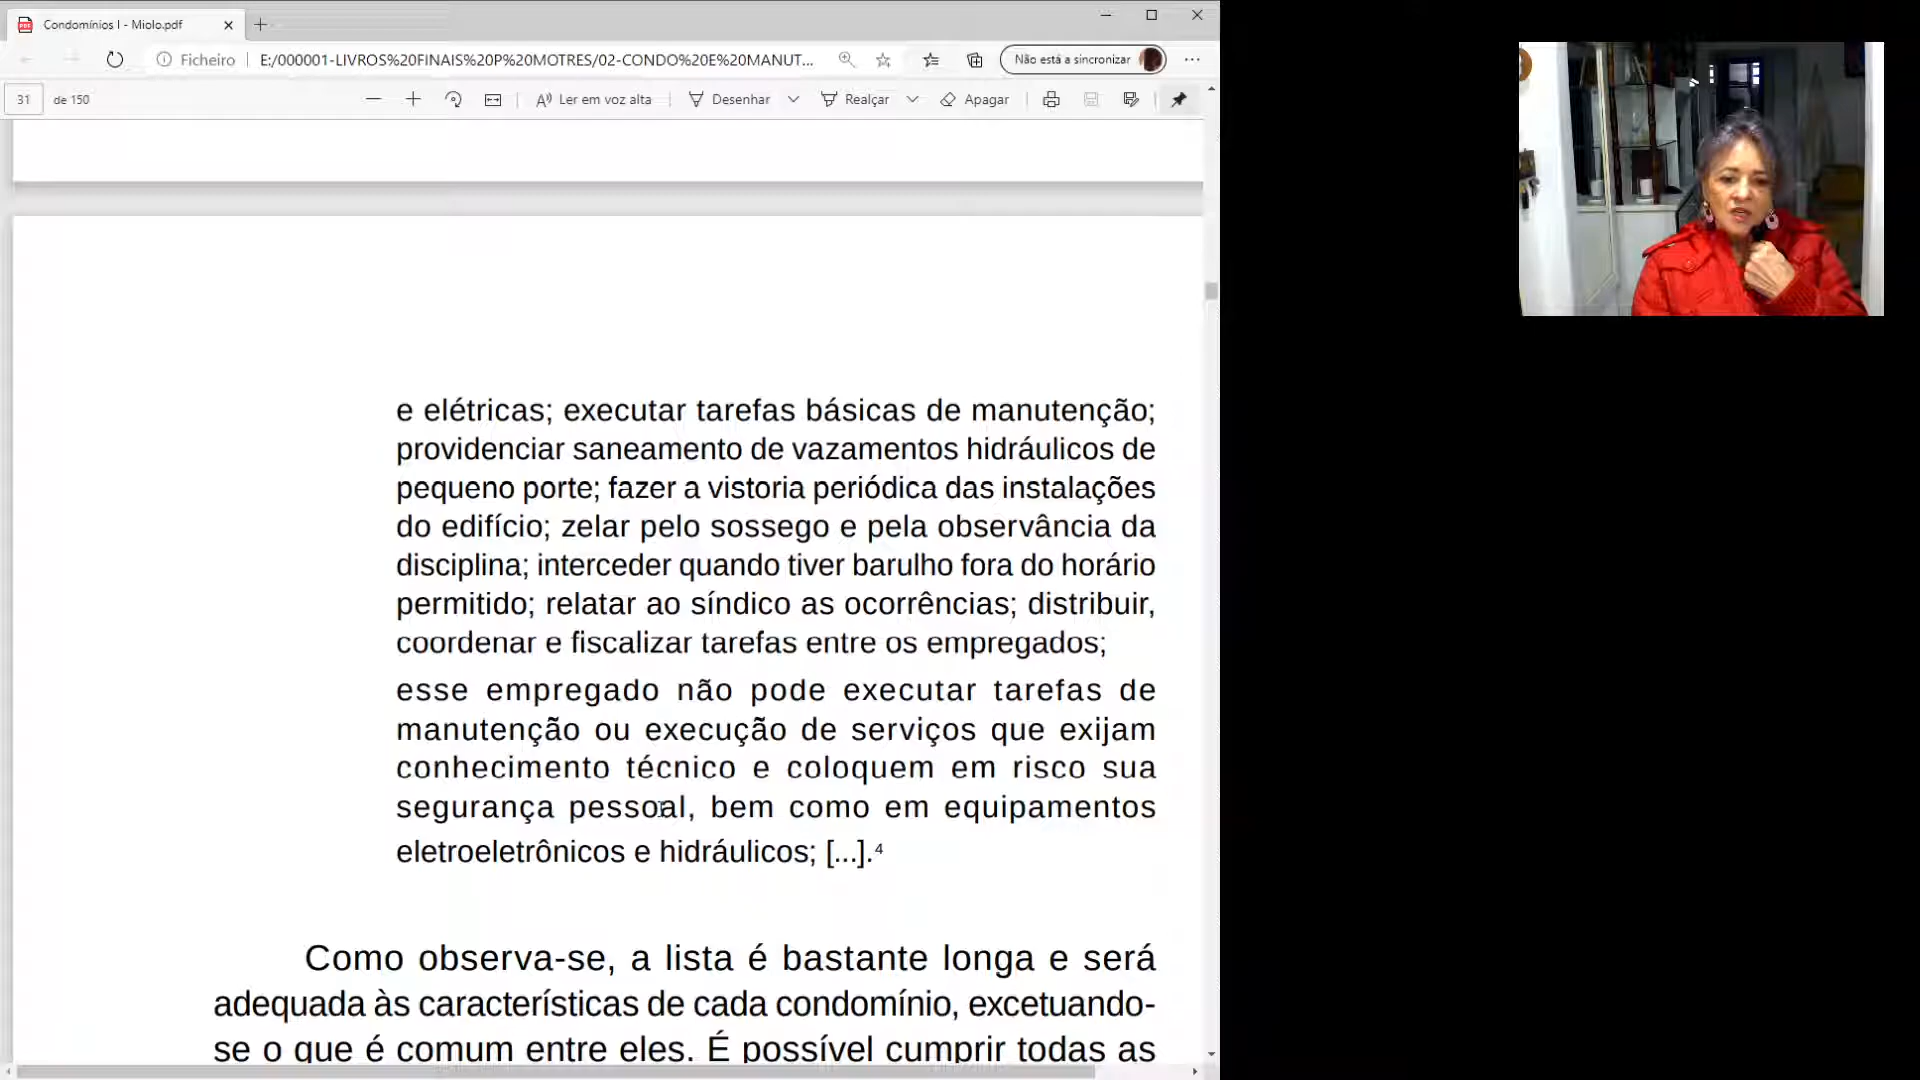 Condomínios I - Miolo.pdf
Ficheiro
E:/000001-LIVROS%20FINAIS%20P%20MOTRES/02-CONDO%20E%20MANUT...
Não está a sincronizar
31
de 150
Ler em voz alta
Desenhar
Realçar
Apagar
e elétricas; executar tarefas básicas de manutenção;
providenciar saneamento de vazamentos hidráulicos de
pequeno porte; fazer a vistoria periódica das instalações
do edifício; zelar pelo sossego e pela observância da
disciplina; interceder quando tiver barulho fora do horário
permitido; relatar ao síndico as ocorrências; distribuir,
coordenar e fiscalizar tarefas entre os empregados;
esse empregado não pode executar tarefas de
manutenção ou execução de serviços que exijam
conhecimento técnico e coloquem em risco sua
segurança pessoal, bem como em equipamentos
eletroeletrônicos e hidráulicos; [...].⁴
Como observa-se, a lista é bastante longa e será
adequada às características de cada condomínio, excetuando-
se o que é comum entre eles. É possível cumprir todas as